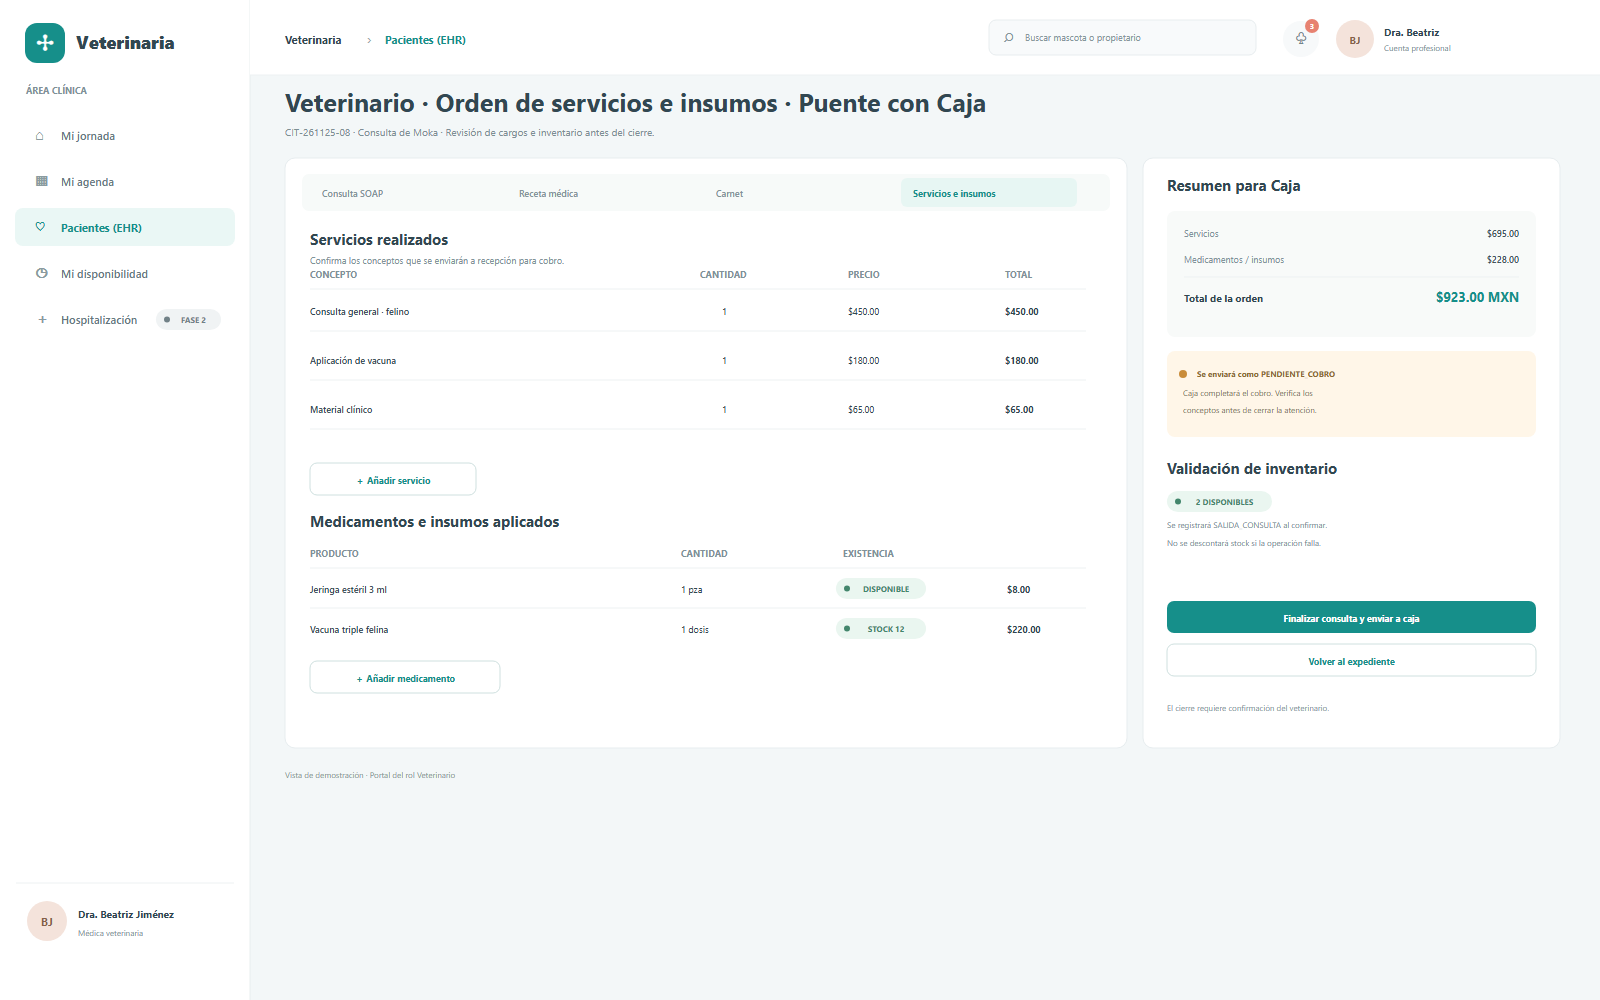 Veterinaria
ÁREA CLÍNICA
Mi jornada
Mi agenda
Pacientes (EHR)
Mi disponibilidad
Hospitalización FASE 2
BJ Dra. Beatriz Jiménez
Médica veterinaria
Veterinaria › Pacientes (EHR)
Buscar mascota o propietario
3
BJ Dra. Beatriz
Cuenta profesional
Veterinario · Orden de servicios e insumos · Puente con Caja
CIT-261125-08 · Consulta de Moka · Revisión de cargos e inventario antes del cierre.
Consulta SOAP Receta médica Carnet Servicios e insumos
Servicios realizados
Confirma los conceptos que se enviarán a recepción para cobro.
CONCEPTO CANTIDAD PRECIO TOTAL
Consulta general · felino 1 $450.00 $450.00
Aplicación de vacuna 1 $180.00 $180.00
Material clínico 1 $65.00 $65.00
+ Añadir servicio
Medicamentos e insumos aplicados
PRODUCTO CANTIDAD EXISTENCIA
Jeringa estéril 3 ml 1 pza DISPONIBLE $8.00
Vacuna triple felina 1 dosis STOCK 12 $220.00
+ Añadir medicamento
Resumen para Caja
Servicios $695.00
Medicamentos / insumos $228.00
Total de la orden $923.00 MXN
Se enviará como PENDIENTE COBRO
Caja completará el cobro. Verifica los
conceptos antes de cerrar la atención.
Validación de inventario
2 DISPONIBLES
Se registrará SALIDA_CONSULTA al confirmar.
No se descontará stock si la operación falla.
Finalizar consulta y enviar a caja
Volver al expediente
El cierre requiere confirmación del veterinario.
Vista de demostración · Portal del rol Veterinario